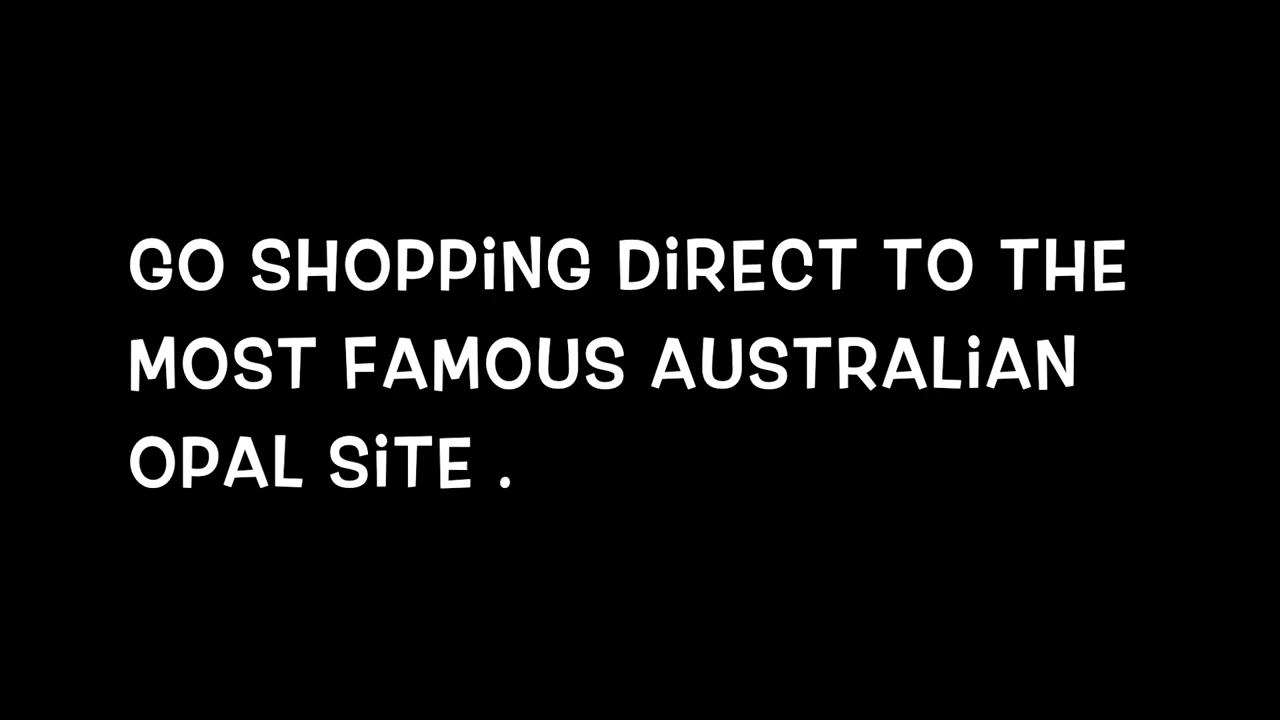 GO SHOPPiNG DiRECT TO THE
MOST FAMOUS AUSTRALiAN
OPAL SiTE .